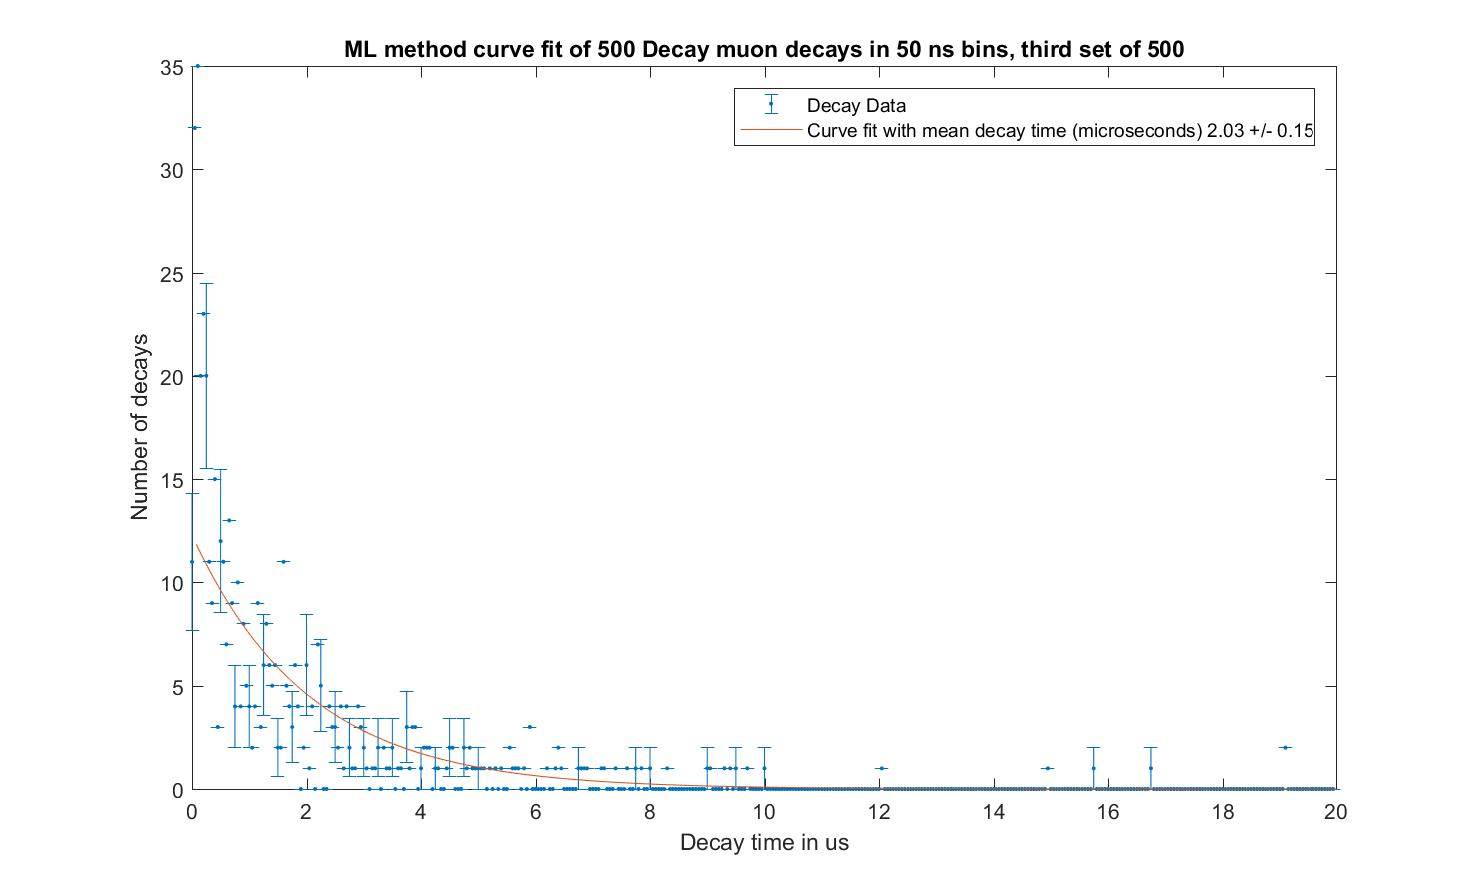 ML method curve fit of 500 Decay muon decays in 50 ns bins, third set of 500
35
30
25
20
15
10
5
0
Number of decays
Decay Data
Curve fit with mean decay time (microseconds) 2.03 +/- 0.15
0 2 4 6 8 10 12 14 16 18 20
Decay time in us